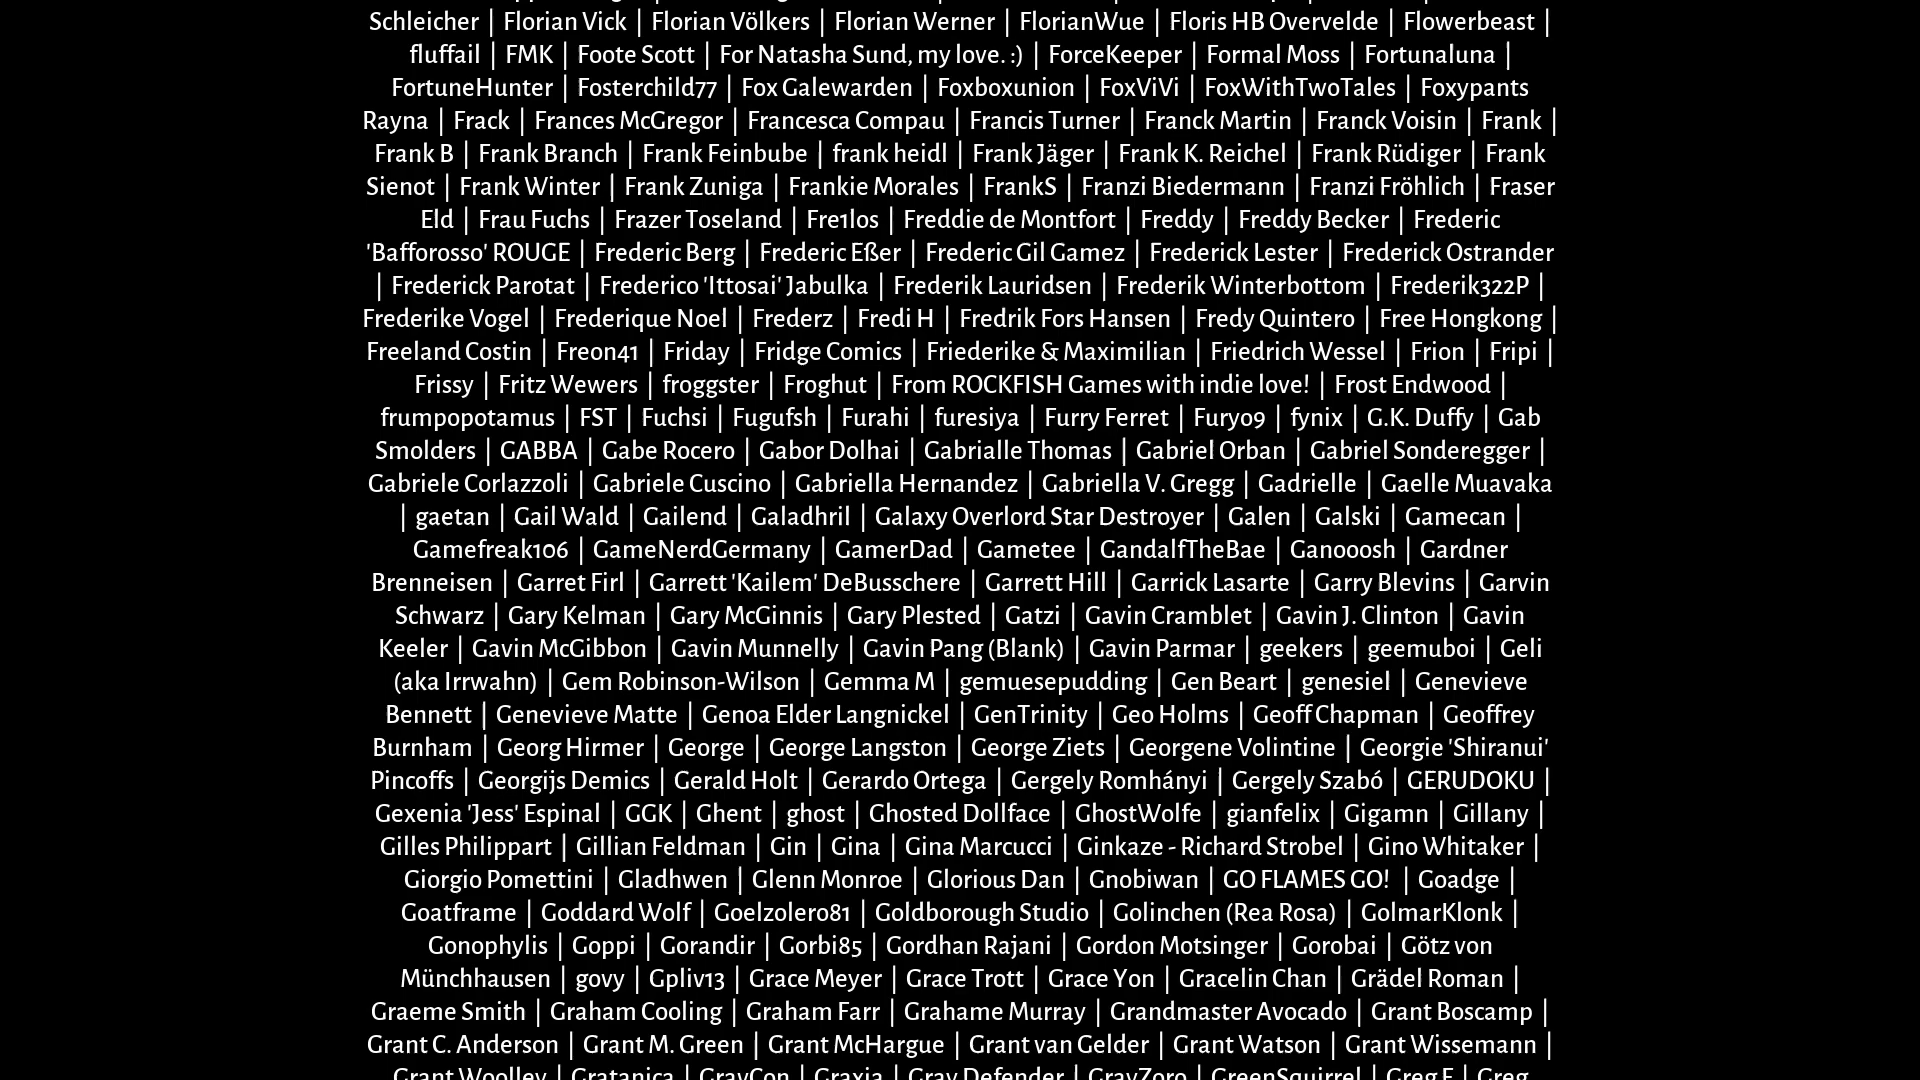 Schleicher | Florian Vick | Florian Völkers | Florian Werner | FlorianWue | Floris HB Overvelde | Flowerbeast |
fluffail | FMK | Foote Scott | For Natasha Sund, my love. :) | ForceKeeper | Formal Moss | Fortunaluna |
FortuneHunter | Fosterchild77 | Fox Galewarden | Foxboxunion | FoxViVi | FoxWithTwoTales | Foxypants
Rayna | Frack | Frances McGregor | Francesca Compau | Francis Turner | Franck Martin | Franck Voisin | Frank |
Frank B | Frank Branch | Frank Feinbube | frank heidl | Frank Jäger | Frank K. Reichel | Frank Rüdiger | Frank
Sienot | Frank Winter | Frank Zuniga | Frankie Morales | FrankS | Franzi Biedermann | Franzi Fröhlich | Fraser
Eld | Frau Fuchs | Frazer Toseland | Fre1los | Freddie de Montfort | Freddy | Freddy Becker | Frederic
'Bafforosso' ROUGE | Frederic Berg | Frederic Eßer | Frederic Gil Gamez | Frederick Lester | Frederick Ostrander
| Frederick Parotat | Frederico 'Ittosai' Jabulka | Frederik Lauridsen | Frederik Winterbottom | Frederik322P |
Frederike Vogel | Frederique Noel | Frederz | Fredi H | Fredrik Fors Hansen | Fredy Quintero | Free Hongkong |
Freeland Costin | Freon41 | Friday | Fridge Comics | Friederike & Maximilian | Friedrich Wessel | Frion | Fripi |
Frissy | Fritz Wewers | froggster | Froghut | From ROCKFISH Games with indie love! | Frost Endwood |
frumpopotamus | FST | Fuchsi | Fugufsh | Furahi | furesiya | Furry Ferret | Fury09 | fynix | G.K. Duffy | Gab
Smolders | GABBA | Gabe Rocero | Gabor Dolhai | Gabrialle Thomas | Gabriel Orban | Gabriel Sonderegger |
Gabriele Corlazzoli | Gabriele Cuscino | Gabriella Hernandez | Gabriella V. Gregg | Gadrielle | Gaelle Muavaka
| gaetan | Gail Wald | Gailend | Galadhril | Galaxy Overlord Star Destroyer | Galen | Galski | Gamecan |
Gamefreak106 | GameNerdGermany | GamerDad | Gametee | GandalfTheBae | Ganooosh | Gardner
Brenneisen | Garret Firl | Garrett 'Kailem' DeBusschere | Garrett Hill | Garrick Lasarte | Garry Blevins | Garvin
Schwarz | Gary Kelman | Gary McGinnis | Gary Plested | Gatzi | Gavin Cramblet | Gavin J. Clinton | Gavin
Keeler | Gavin McGibbon | Gavin Munnelly | Gavin Pang (Blank) | Gavin Parmar | geekers | geemuboi | Geli
(aka Irrwahn) | Gem Robinson-Wilson | Gemma M | gemuesepudding | Gen Beart | genesiel | Genevieve
Bennett | Genevieve Matte | Genoa Elder Langnickel | GenTrinity | Geo Holms | Geoff Chapman | Geoffrey
Burnham | Georg Hirmer | George | George Langston | George Ziets | Georgene Volintine | Georgie 'Shiranui'
Pincoffs | Georgijs Demics | Gerald Holt | Gerardo Ortega | Gergely Romhányi | Gergely Szabó | GERUDOKU |
Gexenia 'Jess' Espinal | GGK | Ghent | ghost | Ghosted Dollface | GhostWolfe | gianfelix | Gigamn | Gillany |
Gilles Philippart | Gillian Feldman | Gin | Gina | Gina Marcucci | Ginkaze - Richard Strobel | Gino Whitaker |
Giorgio Pomettini | Gladhwen | Glenn Monroe | Glorious Dan | Gnobiwan | GO FLAMES GO! | Goadge |
Goatframe | Goddard Wolf | Goelzolero81 | Goldborough Studio | Golinchen (Rea Rosa) | GolmarKlonk |
Gonophylis | Goppi | Gorandir | Gorbi85 | Gordhan Rajani | Gordon Motsinger | Gorobai | Götz von
Münchhausen | govy | Gpliv13 | Grace Meyer | Grace Trott | Grace Yon | Gracelin Chan | Grädel Roman |
Graeme Smith | Graham Cooling | Graham Farr | Grahame Murray | Grandmaster Avocado | Grant Boscamp |
Grant C. Anderson | Grant M. Green | Grant McHargue | Grant van Gelder | Grant Watson | Grant Wissemann |
Grant Woolley | Gratanica | GravCon | Graxia | Gray Defender | GrayZoro | GreenSquirrel | Greg F | Greg